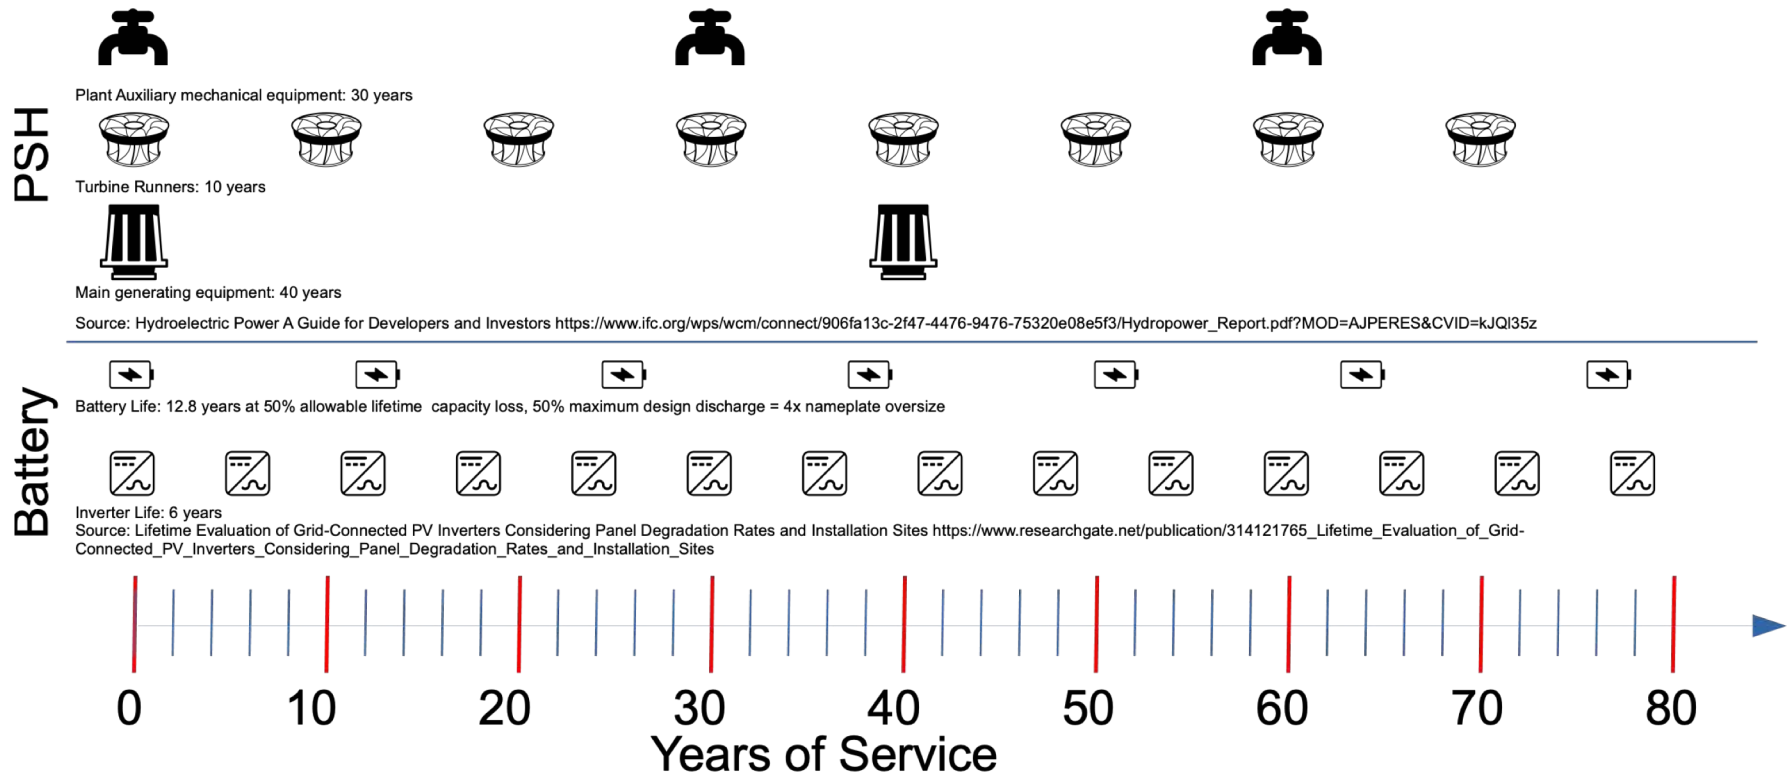 PSH
Plant Auxiliary mechanical equipment: 30 years
Turbine Runners: 10 years
Main generating equipment: 40 years
Source: Hydroelectric Power A Guide for Developers and Investors https://www.ifc.org/wps/wcm/connect/906fa13c-2f47-4476-9476-75320e08e5f3/Hydropower_Report.pdf?MOD=AJPERES&CVID=kJQl35z
Battery
Battery Life: 12.8 years at 50% allowable lifetime  capacity loss, 50% maximum design discharge = 4x nameplate oversize
Inverter Life: 6 years
Source: Lifetime Evaluation of Grid-Connected PV Inverters Considering Panel Degradation Rates and Installation Sites https://www.researchgate.net/publication/314121765_Lifetime_Evaluation_of_Grid-
Connected_PV_Inverters_Considering_Panel_Degradation_Rates_and_Installation_Sites
0 10 20 30 40 50 60 70 80
Years of Service